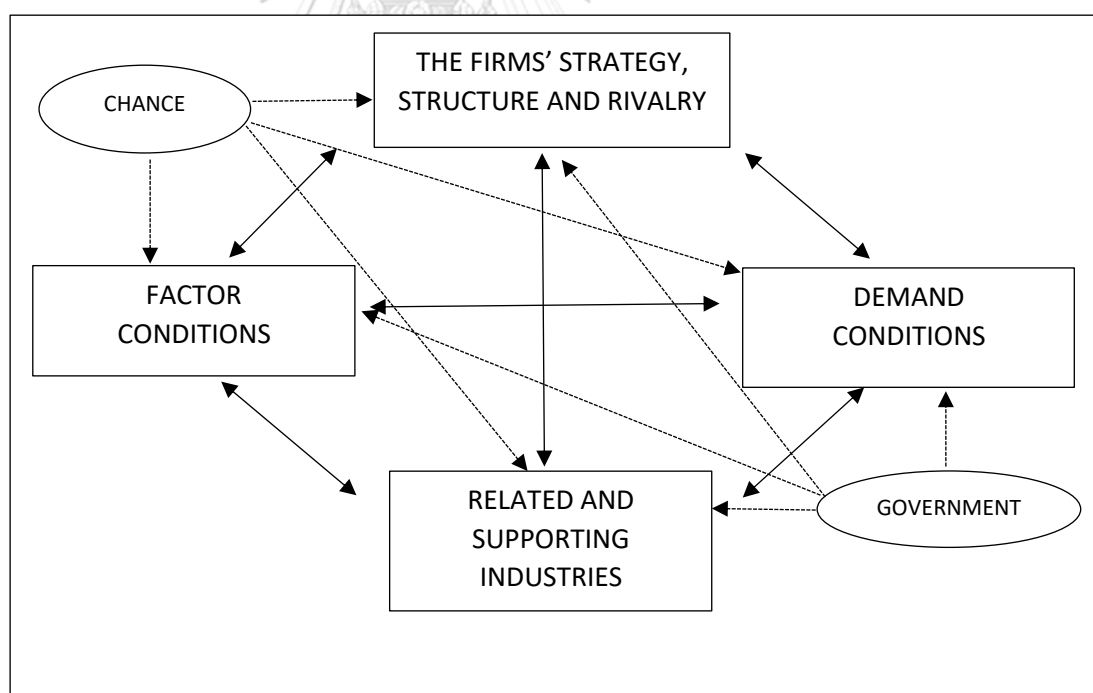 THE FIRMS’ STRATEGY,
STRUCTURE AND RIVALRY
CHANCE
FACTOR
CONDITIONS
DEMAND
CONDITIONS
RELATED AND
SUPPORTING
INDUSTRIES
GOVERNMENT